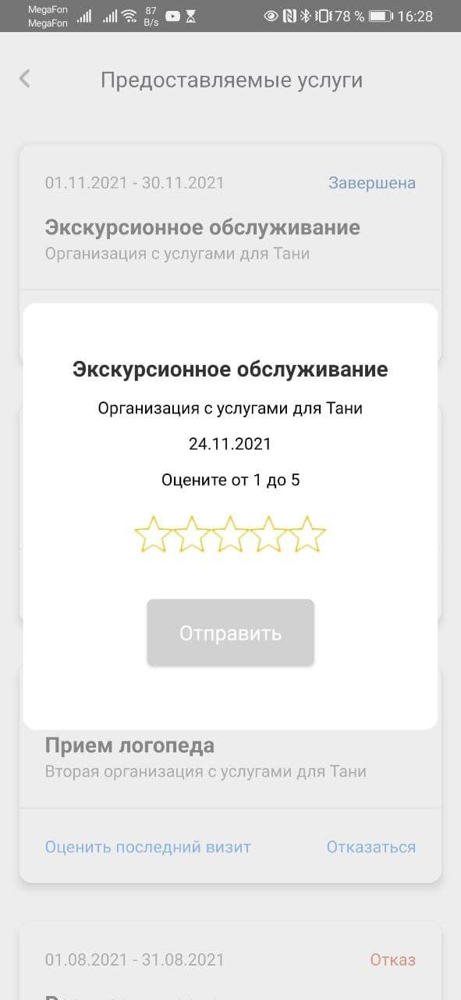 MegaFon
MegaFon
87
B/s
78 %
16:28
Предоставляемые услуги
01.11.2021 - 30.11.2021
Завершена
Экскурсионное обслуживание
Организация с услугами для Тани
Экскурсионное обслуживание
Организация с услугами для Тани
24.11.2021
Оцените от 1 до 5
Отправить
Прием логопеда
Вторая организация с услугами для Тани
Оценить последний визит
Отказаться
01.08.2021 - 31.08.2021
Отказ